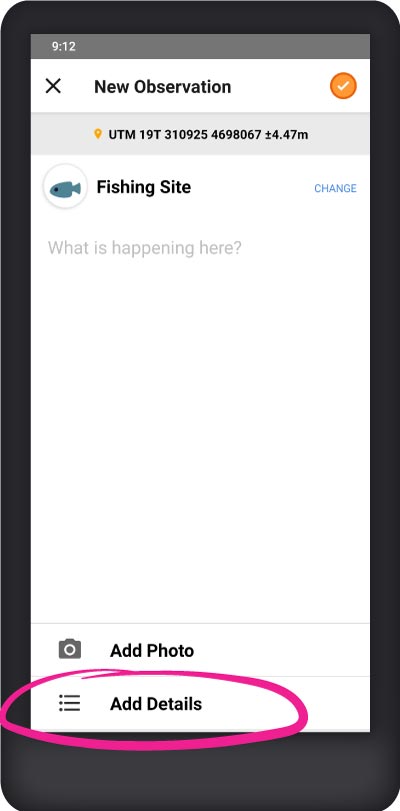 9:12
New Observation
UTM 19T 310925 4698067 ±4.47m
Fishing Site
CHANGE
What is happening here?
Add Photo
Add Details